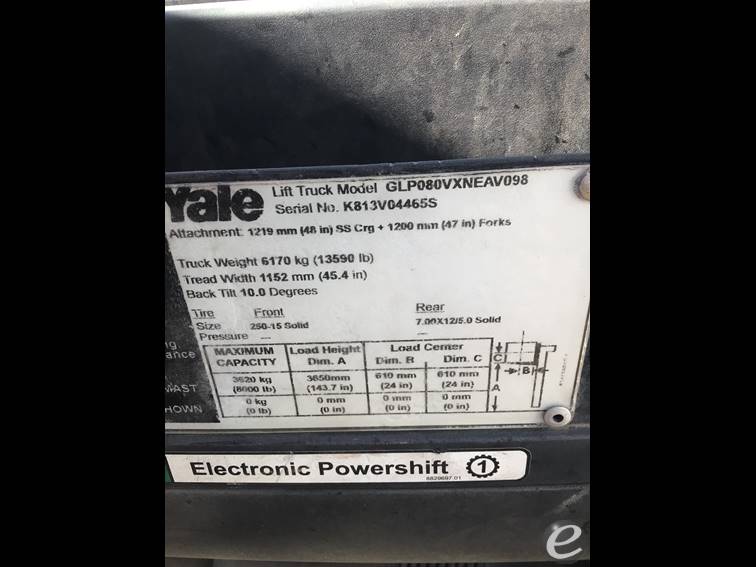 Yale
Lift Truck Model GLP080VXNEAV098
Serial No. K813V04465S
Attachment: 1219 mm (48 in) SS Crg + 1200 mm (47 in) Forks
Truck Weight 6170 kg (13590 lb)
Tread Width 1152 mm (45.4 in)
Back Tilt 10.0 Degrees
Tire Front Rear
Size 250-15 Solid 7.00X12/5.0 Solid
Pressure --- ---
MAXIMUM CAPACITY Load Height Dim. A Load Center Dim. B Dim. C
3620 kg (8000 lb) 3650mm (143.7 in) 610 mm (24 in) 610 mm (24 in)
0 kg (0 lb) 0 mm (0 in) 0 mm (0 in) 0 mm (0 in)
C
B
A
ance
MAST
HOWN
Electronic Powershift 1
e